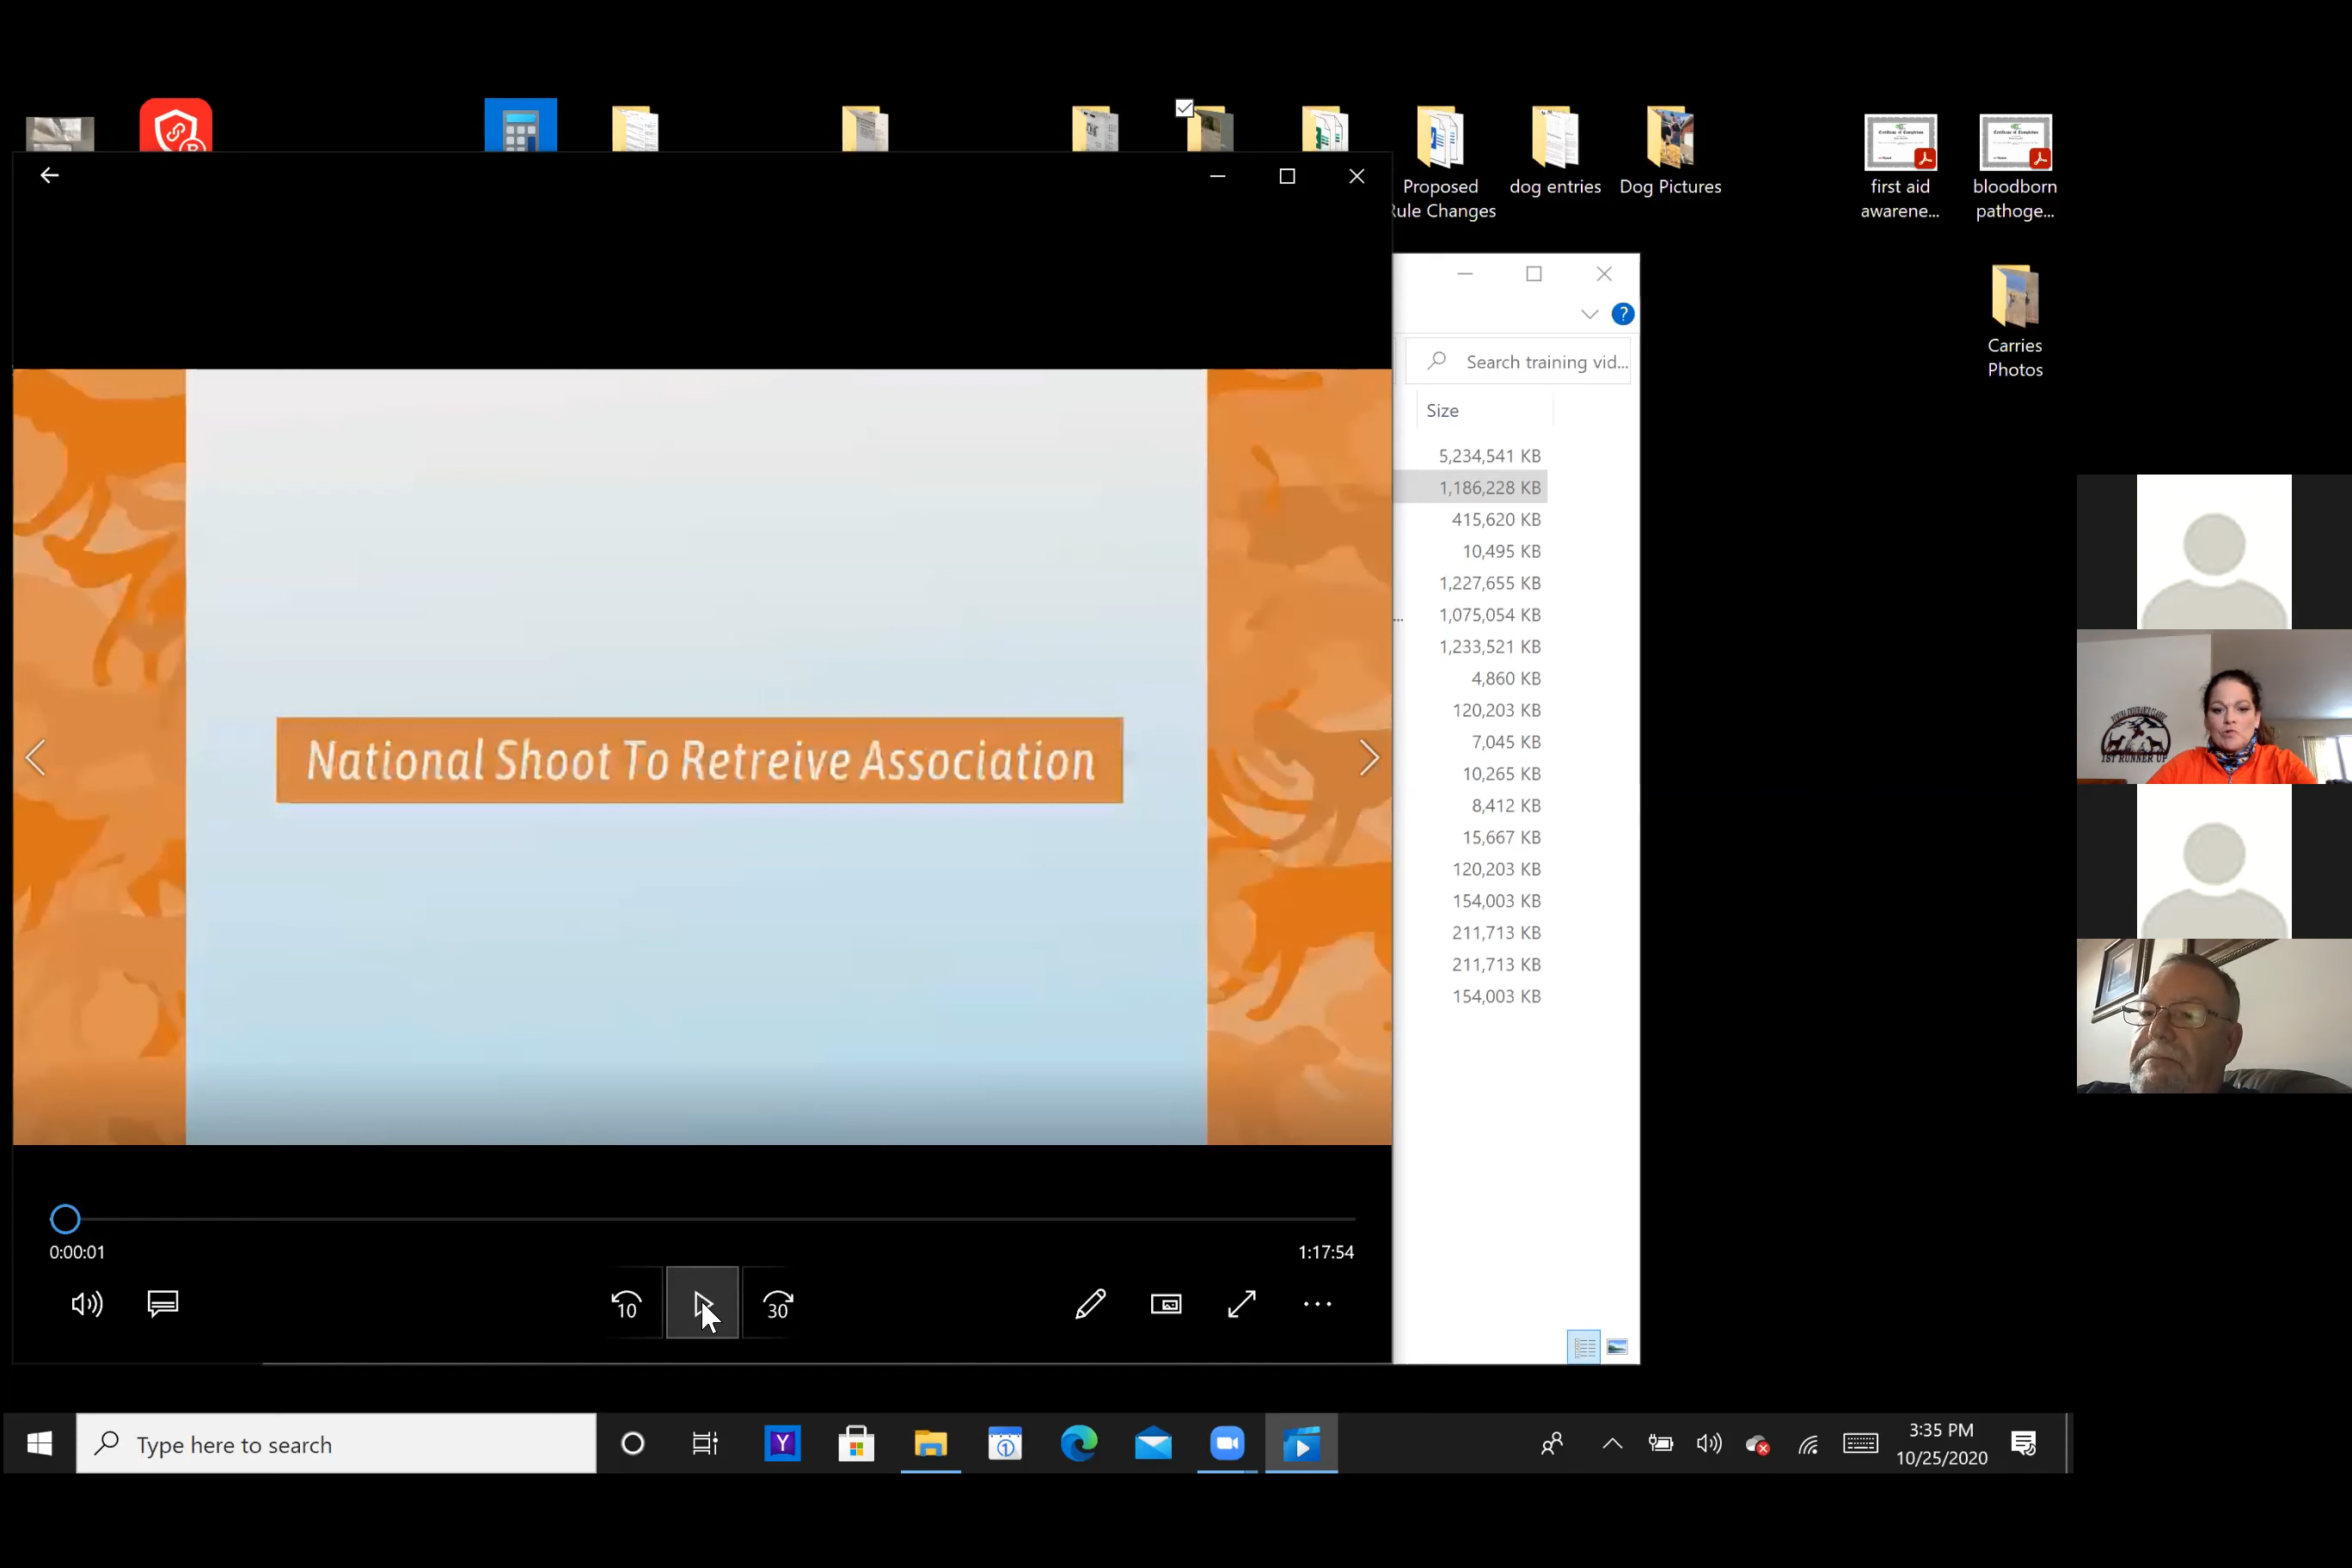 Proposed
Rule Changes
dog entries
Dog Pictures
first aid
awarene...
bloodborn
pathoge...
Carries
Photos
?
Search training vid...
Size
5,234,541 KB
1,186,228 KB
415,620 KB
10,495 KB
1,227,655 KB
...
1,075,054 KB
1,233,521 KB
4,860 KB
120,203 KB
7,045 KB
10,265 KB
8,412 KB
15,667 KB
120,203 KB
154,003 KB
211,713 KB
211,713 KB
154,003 KB
National Shoot To Retreive Association
1ST RUNNER UP
0:00:01
1:17:54
10
30
Type here to search
Y
1
3:35 PM
10/25/2020